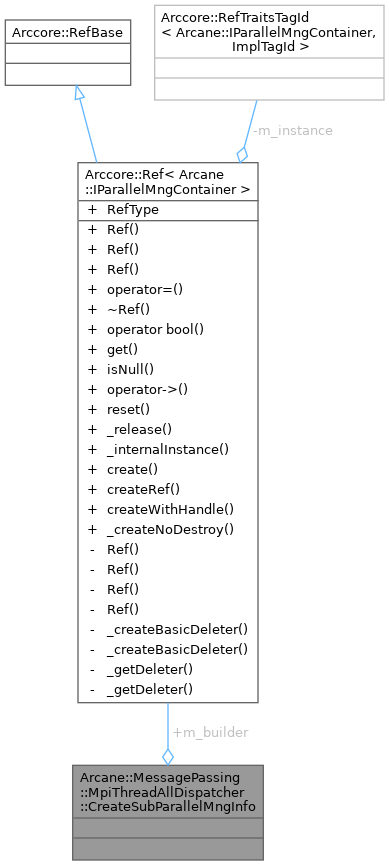 Arccore::RefBase
Arccore::RefTraitsTagId
< Arcane::IParallelMngContainer,
ImplTagId >
-m_instance
Arccore::Ref< Arcane
::IParallelMngContainer >
+ RefType
+ Ref()
+ Ref()
+ Ref()
+ operator=()
+ ~Ref()
+ operator bool()
+ get()
+ isNull()
+ operator->()
+ reset()
+ _release()
+ _internalInstance()
+ create()
+ createRef()
+ createWithHandle()
+ _createNoDestroy()
- Ref()
- Ref()
- Ref()
- Ref()
- _createBasicDeleter()
- _createBasicDeleter()
- _getDeleter()
- _getDeleter()
+m_builder
Arcane::MessagePassing
::MpiThreadAllDispatcher
::CreateSubParallelMngInfo